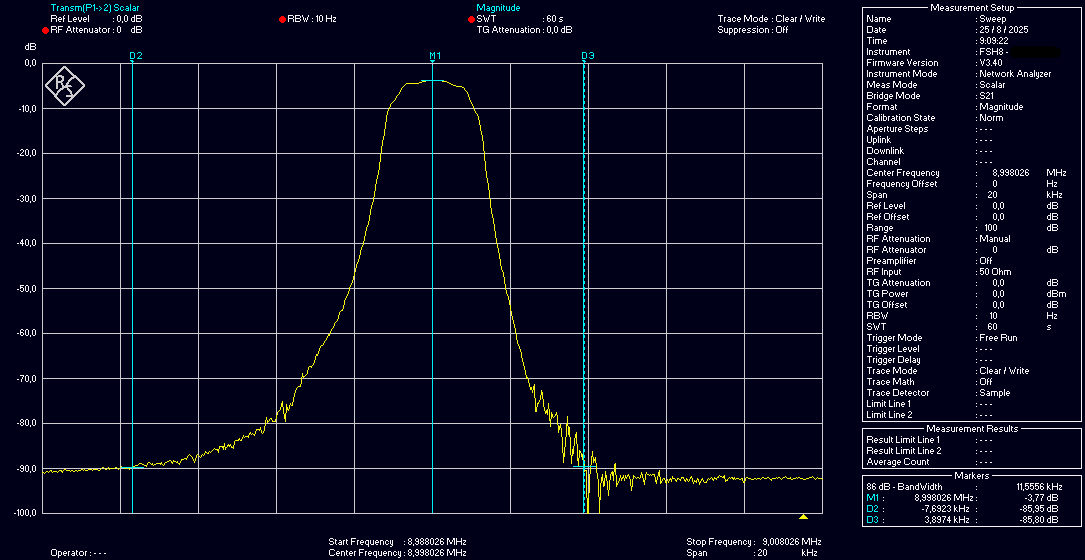 Transm(P1->2) Scalar Magnitude
Ref Level : 0,0 dB RBW : 10 Hz SWT : 60 s Trace Mode : Clear / Write
RF Attenuator : 0 dB TG Attenuation : 0,0 dB Suppression : Off
dB
D2 M1 D3
0,0
-10,0
-20,0
-30,0
-40,0
-50,0
-60,0
-70,0
-80,0
-90,0
-100,0
R S
Start Frequency : 8,988026 MHz Stop Frequency : 9,008026 MHz
Operator : - - - Center Frequency : 8,998026 MHz Span : 20 kHz
Measurement Setup
Name : Sweep
Date : 25 / 8 / 2025
Time : 9:09:22
Instrument : FSH8 -
Firmware Version : V3.40
Instrument Mode : Network Analyzer
Meas Mode : Scalar
Bridge Mode : S21
Format : Magnitude
Calibration State : Norm
Aperture Steps : - - -
Uplink : - - -
Downlink : - - -
Channel : - - -
Center Frequency : 8,998026 MHz
Frequency Offset : 0 Hz
Span : 20 kHz
Ref Level : 0,0 dB
Ref Offset : 0,0 dB
Range : 100 dB
RF Attenuation : Manual
RF Attenuator : 0 dB
Preamplifier : Off
RF Input : 50 Ohm
TG Attenuation : 0,0 dB
TG Power : 0,0 dBm
TG Offset : 0,0 dB
RBW : 10 Hz
SWT : 60 s
Trigger Mode : Free Run
Trigger Level : - - -
Trigger Delay : - - -
Trace Mode : Clear / Write
Trace Math : Off
Trace Detector : Sample
Limit Line 1 : - - -
Limit Line 2 : - - -
Measurement Results
Result Limit Line 1 : - - -
Result Limit Line 2 : - - -
Average Count : - - -
Markers
86 dB - BandWidth : 11,5556 kHz
M1 : 8,998026 MHz : -3,77 dB
D2 : -7,6923 kHz : -85,95 dB
D3 : 3,8974 kHz : -85,80 dB